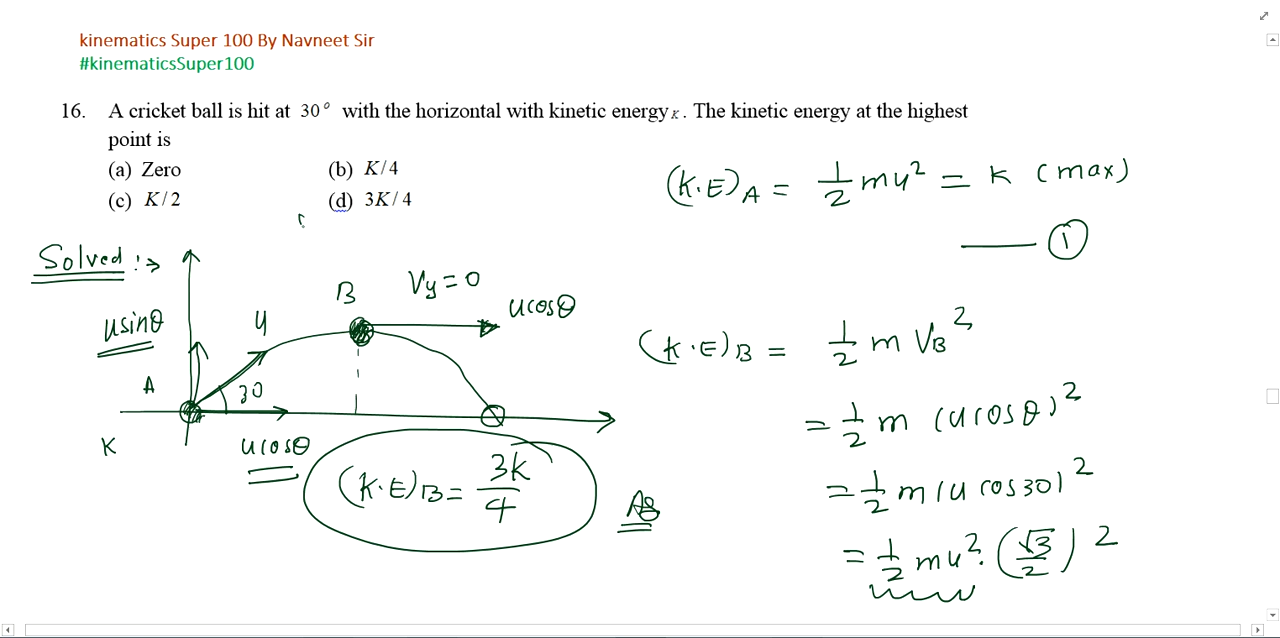 kinematics Super 100 By Navneet Sir
#kinematicsSuper100
16. A cricket ball is hit at 30° with the horizontal with kinetic energy K . The kinetic energy at the highest
point is
(a) Zero (b) K/4
(c) K/2 (d) 3K/4
(K.E)A = 1/2 mu² = K (max)
① 
Solved :→
usinθ
u
B
Vy=0
ucosθ
A
30
K
ucosθ
(K.E)B = 1/2 m VB²
= 1/2 m (ucosθ)²
= 1/2 m (u cos30)²
= 1/2 mu². (√3/2)²
(K.E)B = 3K/4